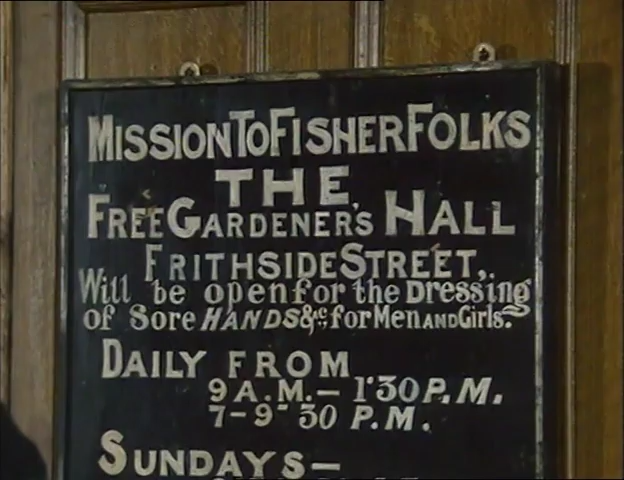 MISSION TO FISHER FOLKS
THE
FREE GARDENER'S HALL
FRITHSIDE STREET,
Will be open for the Dressing
of Sore HANDS &c for Men AND Girls.
DAILY FROM
9 A.M. — 1·30 P.M.
7 - 9·30 P.M.
SUNDAYS —